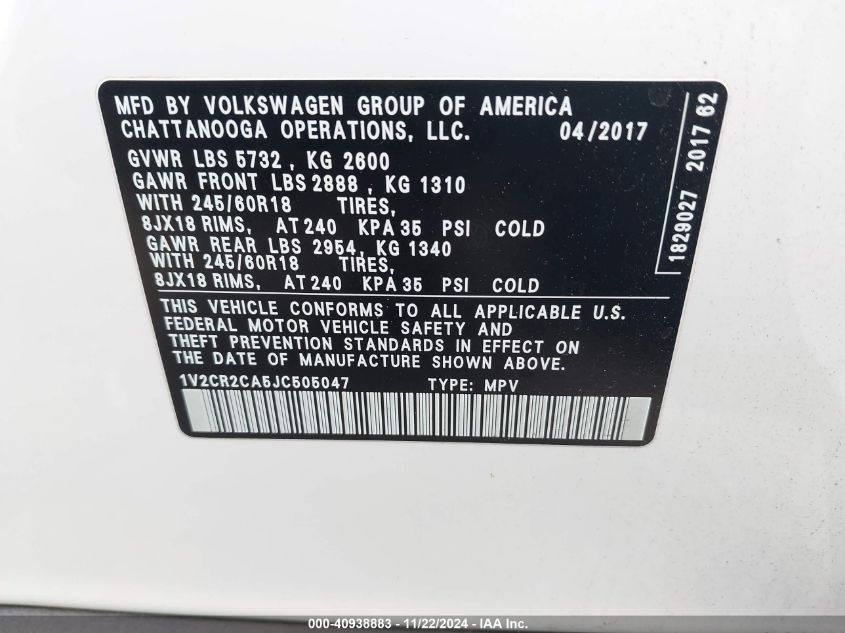 MFD BY VOLKSWAGEN GROUP OF AMERICA
CHATTANOOGA OPERATIONS, LLC. 04/2017
GVWR LBS 5732 , KG 2600
GAWR FRONT LBS 2888 , KG 1310
WITH 245/60R18 TIRES,
8JX18 RIMS, AT 240 KPA 35 PSI COLD
GAWR REAR LBS 2954, KG 1340
WITH 245/60R18 TIRES,
8JX18 RIMS, AT 240 KPA 35 PSI COLD
THIS VEHICLE CONFORMS TO ALL APPLICABLE U.S.
FEDERAL MOTOR VEHICLE SAFETY AND
THEFT PREVENTION STANDARDS IN EFFECT ON
THE DATE OF MANUFACTURE SHOWN ABOVE.
1V2CR2CA5JC505047 TYPE: MPV
1829027 2017 62
000-40938883 - 11/22/2024 - IAA Inc.